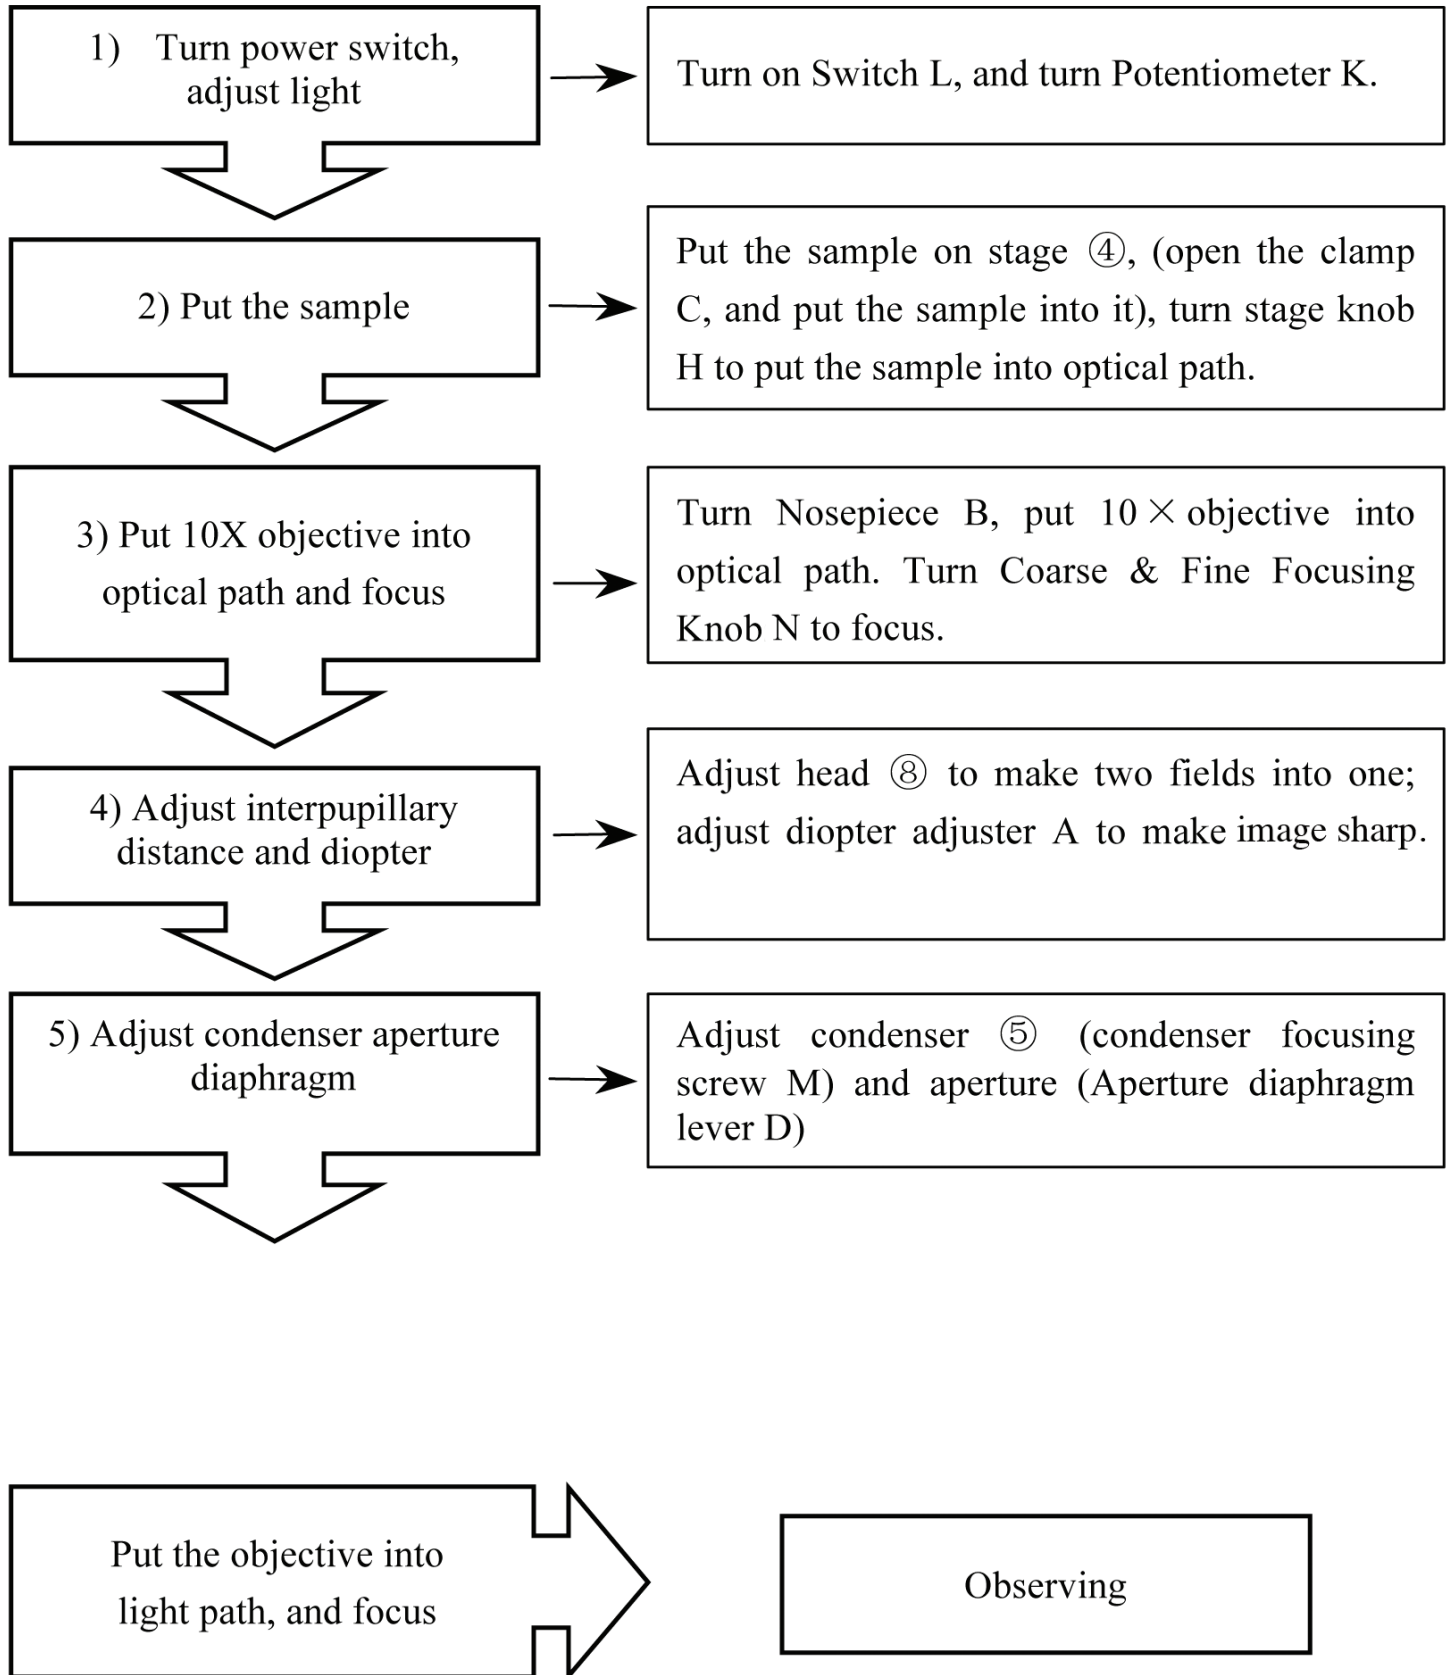 1) Turn power switch,
adjust light
Turn on Switch L, and turn Potentiometer K.
2) Put the sample
Put the sample on stage ④, (open the clamp
C, and put the sample into it), turn stage knob
H to put the sample into optical path.
3) Put 10X objective into
optical path and focus
Turn Nosepiece B, put 10×objective into
optical path. Turn Coarse & Fine Focusing
Knob N to focus.
4) Adjust interpupillary
distance and diopter
Adjust head ⑧ to make two fields into one;
adjust diopter adjuster A to make image sharp.
5) Adjust condenser aperture
diaphragm
Adjust condenser ⑤ (condenser focusing
screw M) and aperture (Aperture diaphragm
lever D)
Put the objective into
light path, and focus
Observing